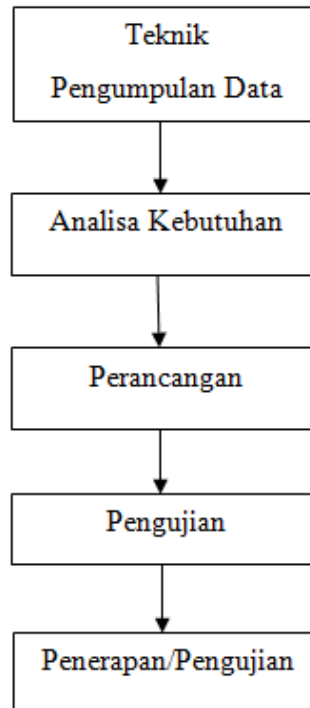 Teknik
Pengumpulan Data
Analisa Kebutuhan
Perancangan
Pengujian
Penerapan/Pengujian